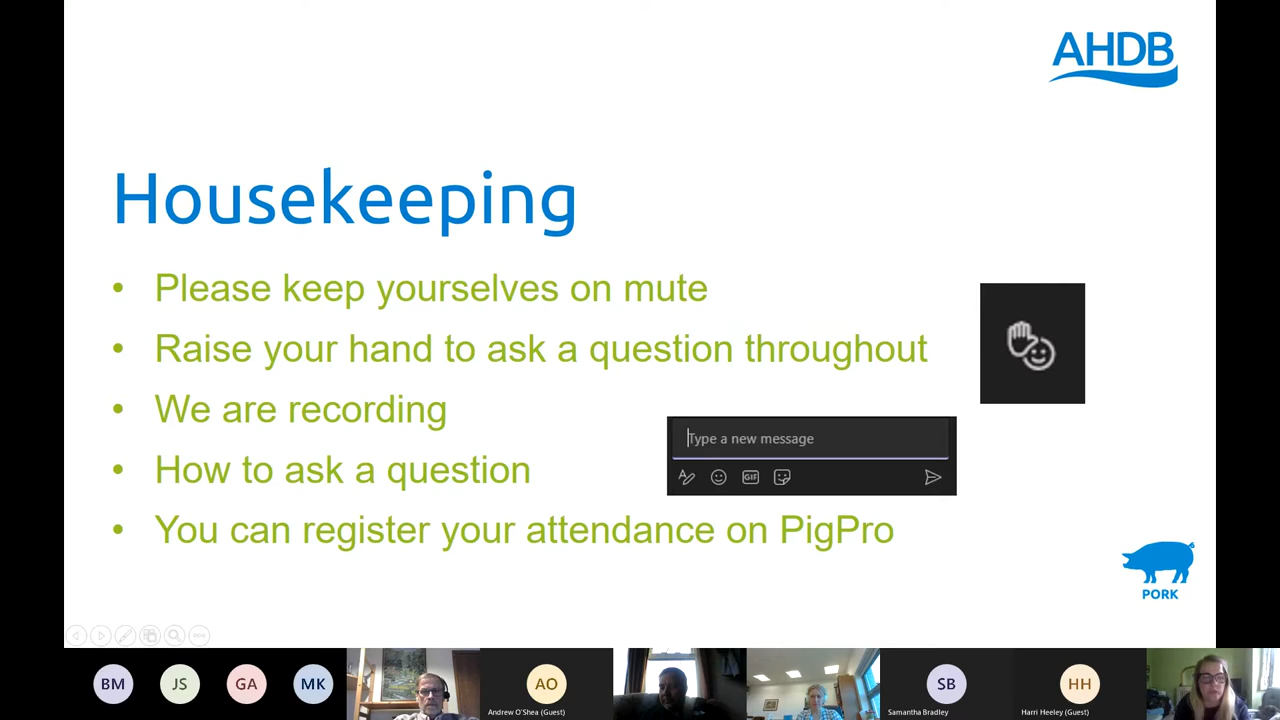 AHDB
Housekeeping
• Please keep yourselves on mute
• Raise your hand to ask a question throughout
• We are recording
Type a new message
GIF
• How to ask a question
• You can register your attendance on PigPro
PORK
BM
JS
GA
MK
AO
Andrew O'Shea (Guest)
SB
Samantha Bradley
HH
Harri Heeley (Guest)